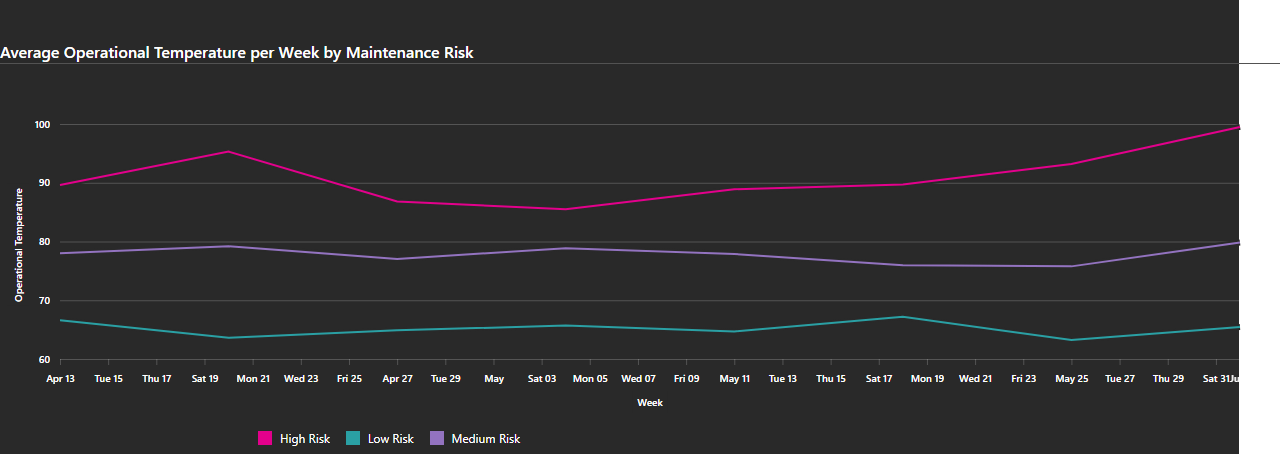 Average Operational Temperature per Week by Maintenance Risk
100
90
80
70
60
Operational Temperature
Apr 13 Tue 15 Thu 17 Sat 19 Mon 21 Wed 23 Fri 25 Apr 27 Tue 29 May Sat 03 Mon 05 Wed 07 Fri 09 May 11 Tue 13 Thu 15 Sat 17 Mon 19 Wed 21 Fri 23 May 25 Tue 27 Thu 29 Sat 31 Ju
Week
High Risk Low Risk Medium Risk